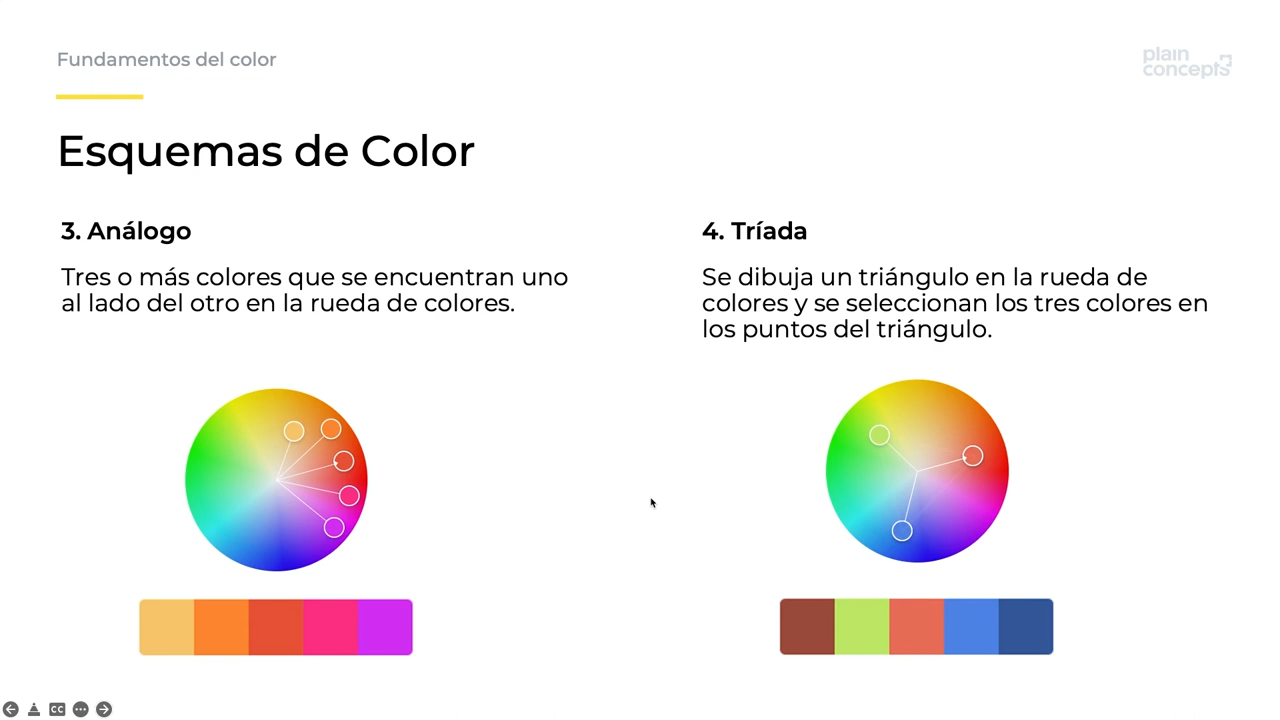 Fundamentos del color
plain
concepts
Esquemas de Color
3. Análogo
Tres o más colores que se encuentran uno
al lado del otro en la rueda de colores.
4. Tríada
Se dibuja un triángulo en la rueda de
colores y se seleccionan los tres colores en
los puntos del triángulo.
CC